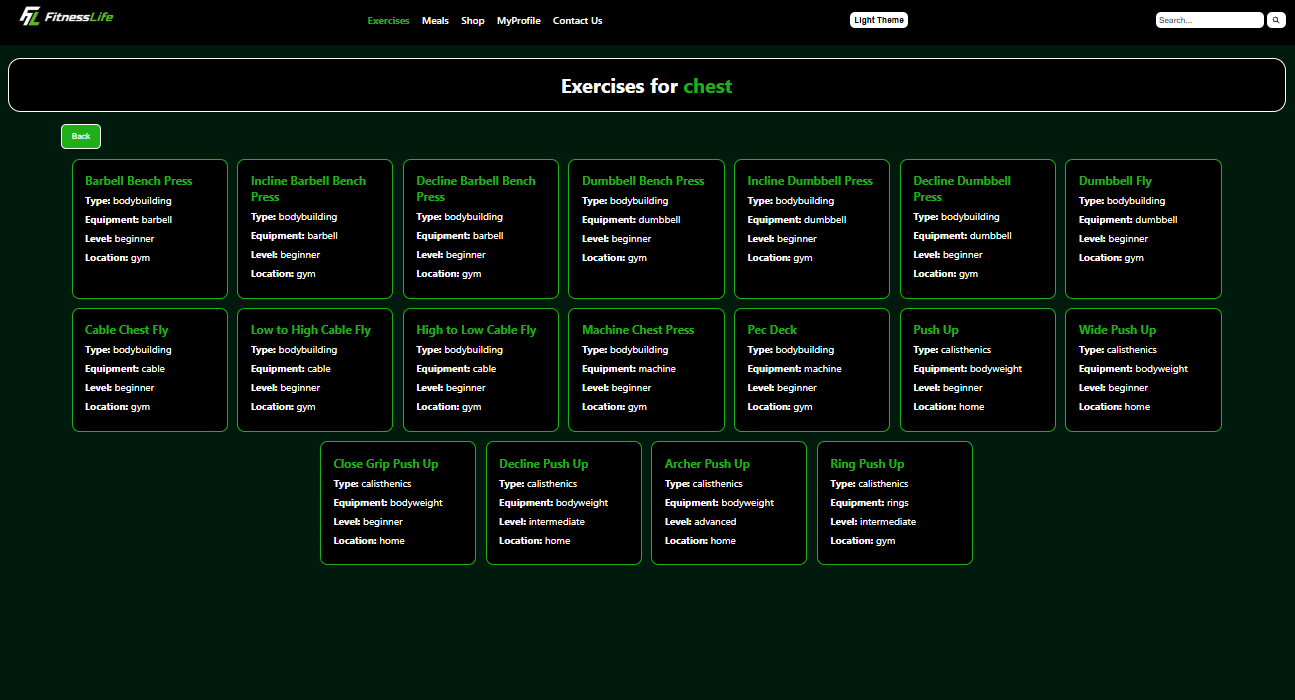 FitnessLife
Exercises Meals Shop MyProfile Contact Us
Light Theme
Search...
Exercises for chest
Back
Barbell Bench Press
Type: bodybuilding
Equipment: barbell
Level: beginner
Location: gym
Incline Barbell Bench
Press
Type: bodybuilding
Equipment: barbell
Level: beginner
Location: gym
Decline Barbell Bench
Press
Type: bodybuilding
Equipment: barbell
Level: beginner
Location: gym
Dumbbell Bench Press
Type: bodybuilding
Equipment: dumbbell
Level: beginner
Location: gym
Incline Dumbbell Press
Type: bodybuilding
Equipment: dumbbell
Level: beginner
Location: gym
Decline Dumbbell
Press
Type: bodybuilding
Equipment: dumbbell
Level: beginner
Location: gym
Dumbbell Fly
Type: bodybuilding
Equipment: dumbbell
Level: beginner
Location: gym
Cable Chest Fly
Type: bodybuilding
Equipment: cable
Level: beginner
Location: gym
Low to High Cable Fly
Type: bodybuilding
Equipment: cable
Level: beginner
Location: gym
High to Low Cable Fly
Type: bodybuilding
Equipment: cable
Level: beginner
Location: gym
Machine Chest Press
Type: bodybuilding
Equipment: machine
Level: beginner
Location: gym
Pec Deck
Type: bodybuilding
Equipment: machine
Level: beginner
Location: gym
Push Up
Type: calisthenics
Equipment: bodyweight
Level: beginner
Location: home
Wide Push Up
Type: calisthenics
Equipment: bodyweight
Level: beginner
Location: home
Close Grip Push Up
Type: calisthenics
Equipment: bodyweight
Level: beginner
Location: home
Decline Push Up
Type: calisthenics
Equipment: bodyweight
Level: intermediate
Location: home
Archer Push Up
Type: calisthenics
Equipment: bodyweight
Level: advanced
Location: home
Ring Push Up
Type: calisthenics
Equipment: rings
Level: intermediate
Location: gym